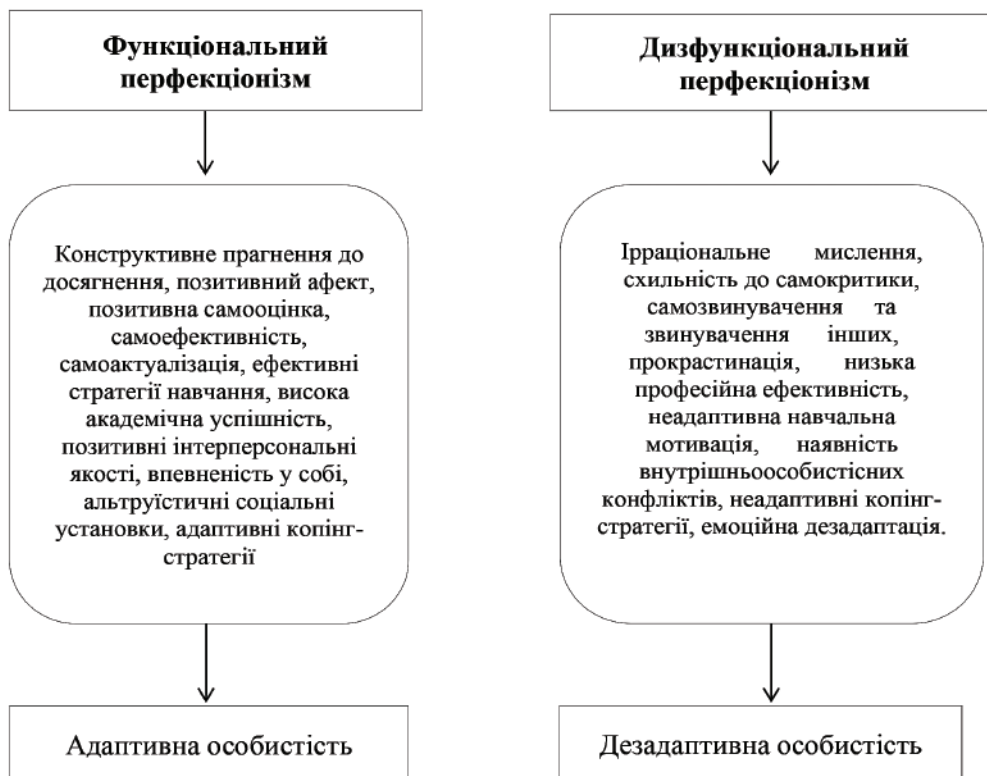 Функціональний
перфекціонізм
Конструктивне прагнення до
досягнення, позитивний афект,
позитивна самооцінка,
самоефективність,
самоактуалізація, ефективні
стратегії навчання, висока
академічна успішність,
позитивні інтерперсональні
якості, впевненість у собі,
альтруїстичні соціальні
установки, адаптивні копінг-
стратегії
Адаптивна особистість
Дизфункціональний
перфекціонізм
Ірраціональне мислення,
схильність до самокритики,
самозвинувачення та
звинувачення інших,
прокрастинація, низька
професійна ефективність,
неадаптивна навчальна
мотивація, наявність
внутрішньоособистісних
конфліктів, неадаптивні копінг-
стратегії, емоційна дезадаптація.
Дезадаптивна особистість